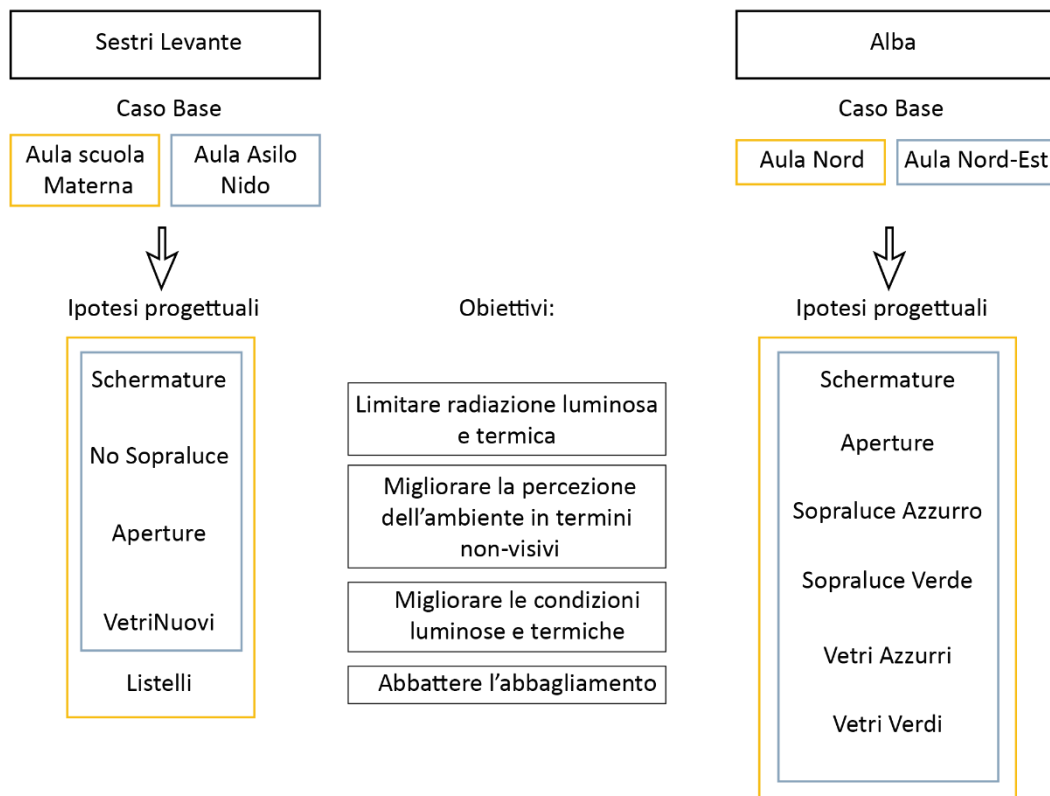 Sestri Levante
Caso Base
Aula scuola
Materna
Aula Asilo
Nido
Ipotesi progettuali
Schermature
No Sopraluce
Aperture
VetriNuovi
Listelli
Obiettivi:
Limitare radiazione luminosa
e termica
Migliorare la percezione
dell'ambiente in termini
non-visivi
Migliorare le condizioni
luminose e termiche
Abbattere l'abbagliamento
Alba
Caso Base
Aula Nord
Aula Nord-Est
Ipotesi progettuali
Schermature
Aperture
Sopraluce Azzurro
Sopraluce Verde
Vetri Azzurri
Vetri Verdi